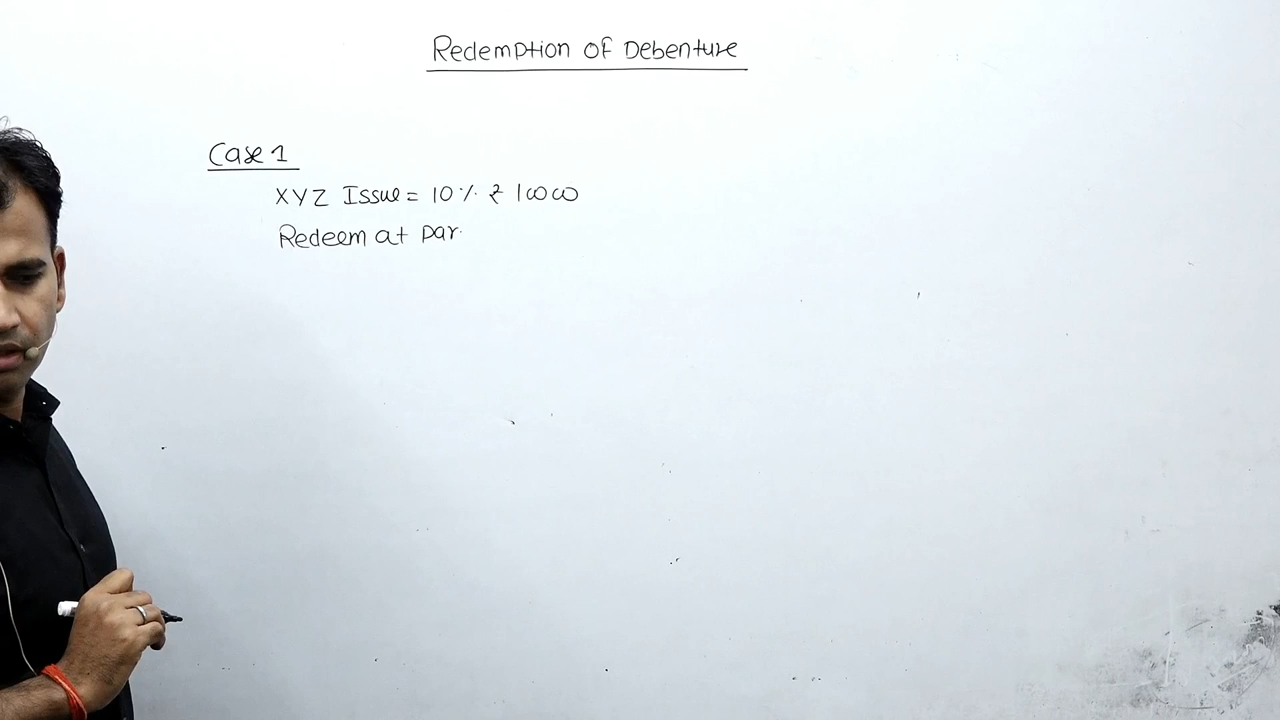 Redemption of Debenture
Case 1
XYZ Issue = 10% ₹ 10000
Redeem at par.